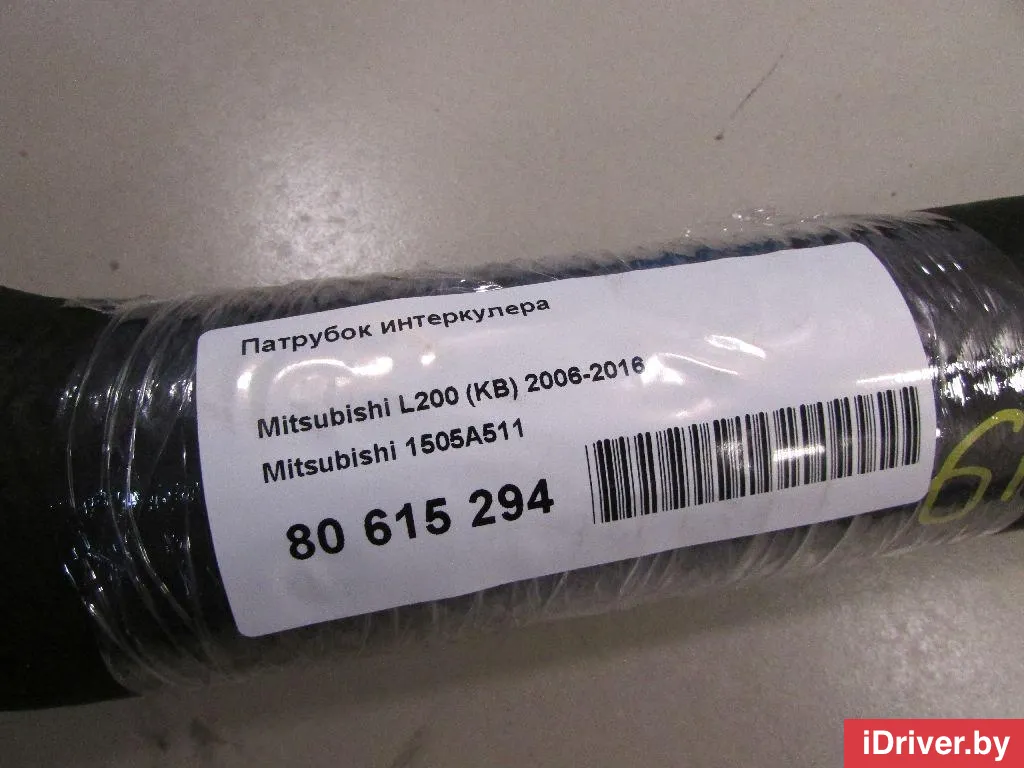 Патрубок интеркулера
Mitsubishi L200 (KB) 2006-2016
Mitsubishi 1505A511
80 615 294
iDriver.by